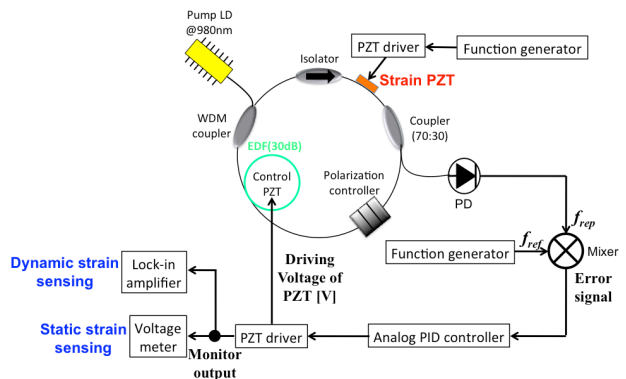 Pump LD
@980nm
Isolator
PZT driver
Function generator
Strain PZT
WDM
coupler
Coupler
(70:30)
EDF(30dB)
Control
PZT
Polarization
controller
PD
f_rep
f_ref
Function generator
Mixer
Driving
Voltage of
PZT [V]
Error
signal
Dynamic strain
sensing
Lock-in
amplifier
Static strain
sensing
Voltage
meter
PZT driver
Analog PID controller
Monitor
output